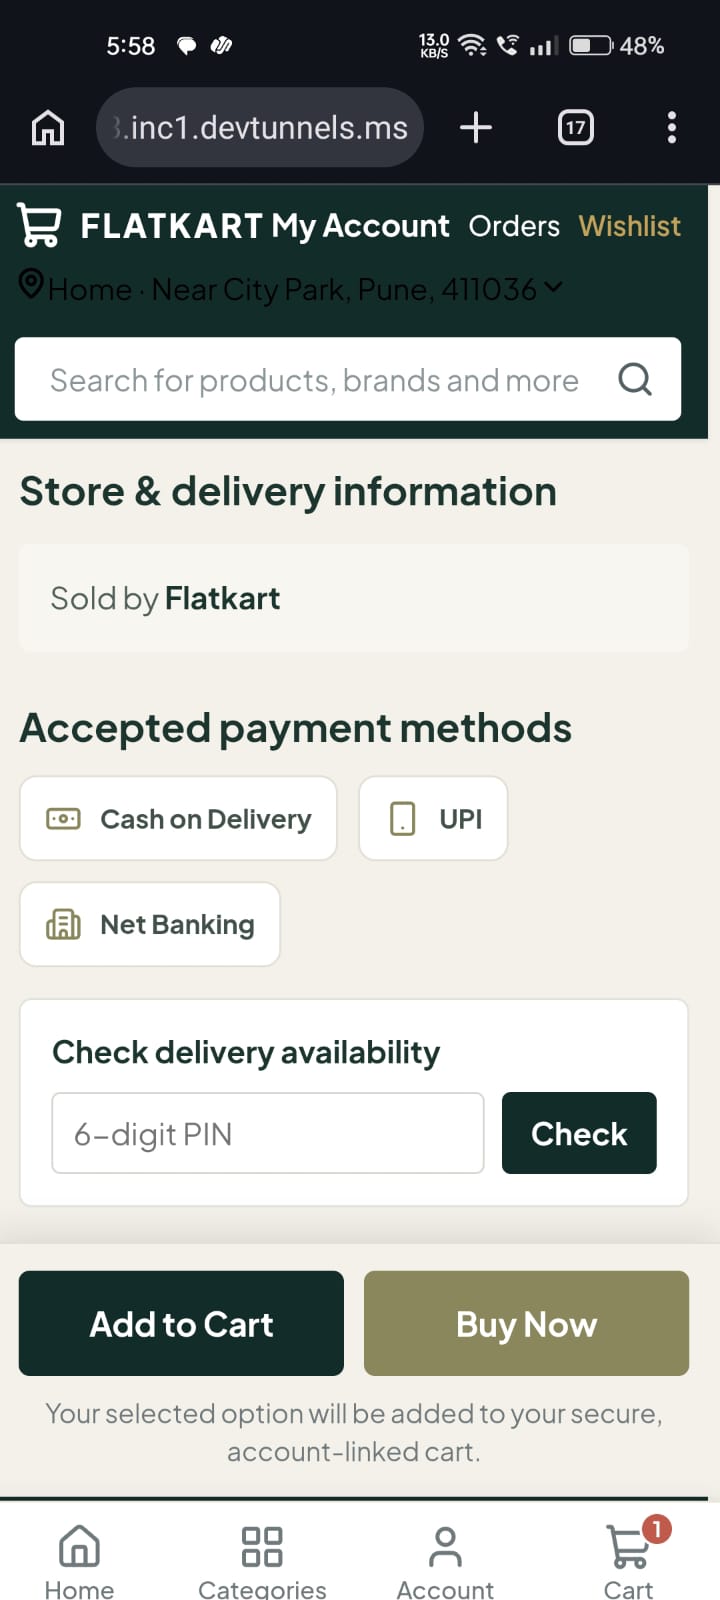 5:58 13.0 KB/S 48%
.inc1.devtunnels.ms 17
FLATKART My Account Orders Wishlist
Home · Near City Park, Pune, 411036
Search for products, brands and more
Store & delivery information
Sold by Flatkart
Accepted payment methods
Cash on Delivery UPI
Net Banking
Check delivery availability
6-digit PIN Check
Add to Cart Buy Now
Your selected option will be added to your secure,
account-linked cart.
1
Home Categories Account Cart